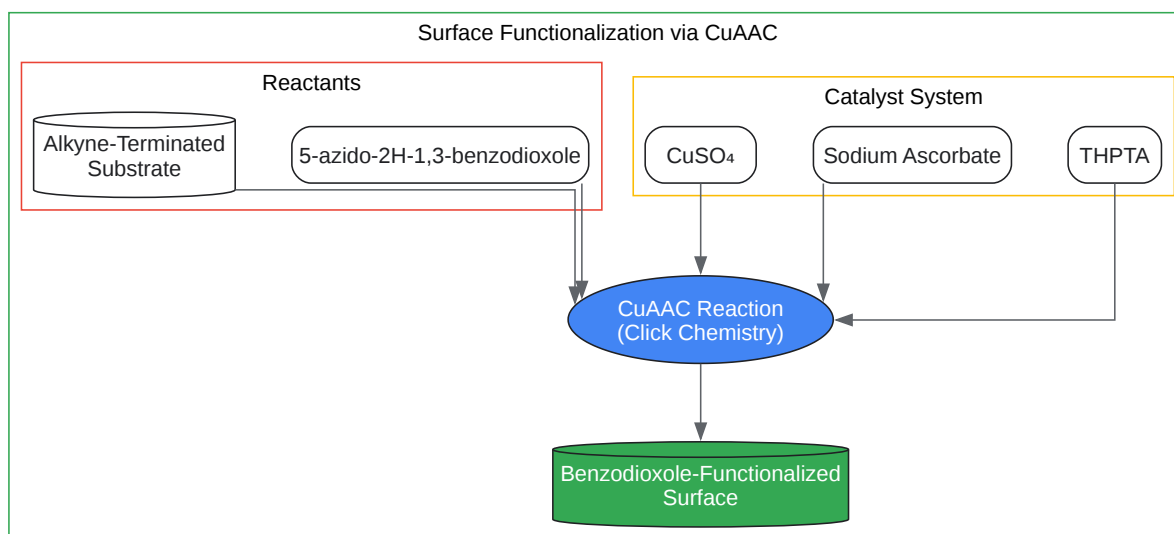 Surface Functionalization via CuAAC
Reactants
Catalyst System
Alkyne-Terminated
Substrate
5-azido-2H-1,3-benzodioxole
CuSO₄
Sodium Ascorbate
THPTA
CuAAC Reaction
(Click Chemistry)
Benzodioxole-Functionalized
Surface